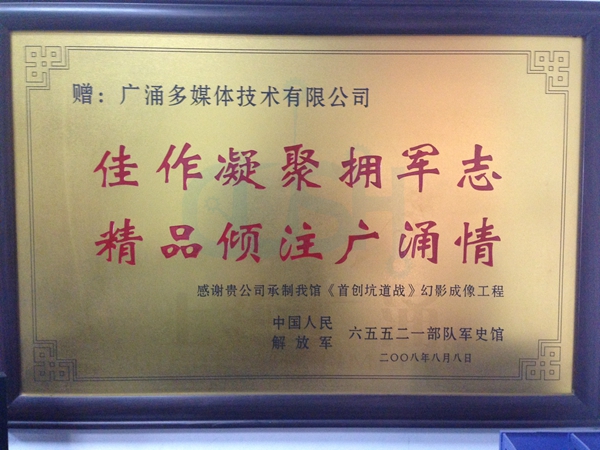 赠：广涌多媒体技术有限公司
佳作凝聚拥军志
精品倾注广涌情
感谢贵公司承制我馆《首创坑道战》幻影成像工程
中国人民解放军 六五五二一部队军史馆
二〇〇八年八月八日